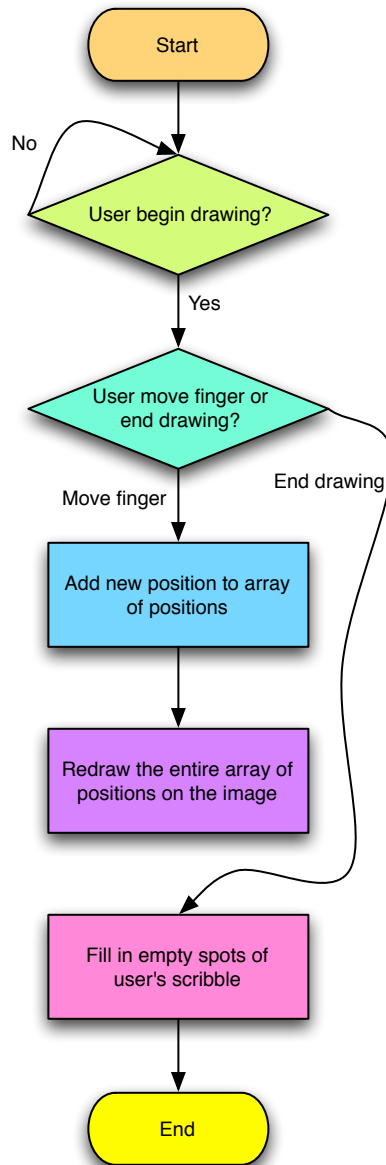 Start
No
User begin drawing?
Yes
User move finger or
end drawing?
End drawing
Move finger
Add new position to array
of positions
Redraw the entire array of
positions on the image
Fill in empty spots of
user's scribble
End